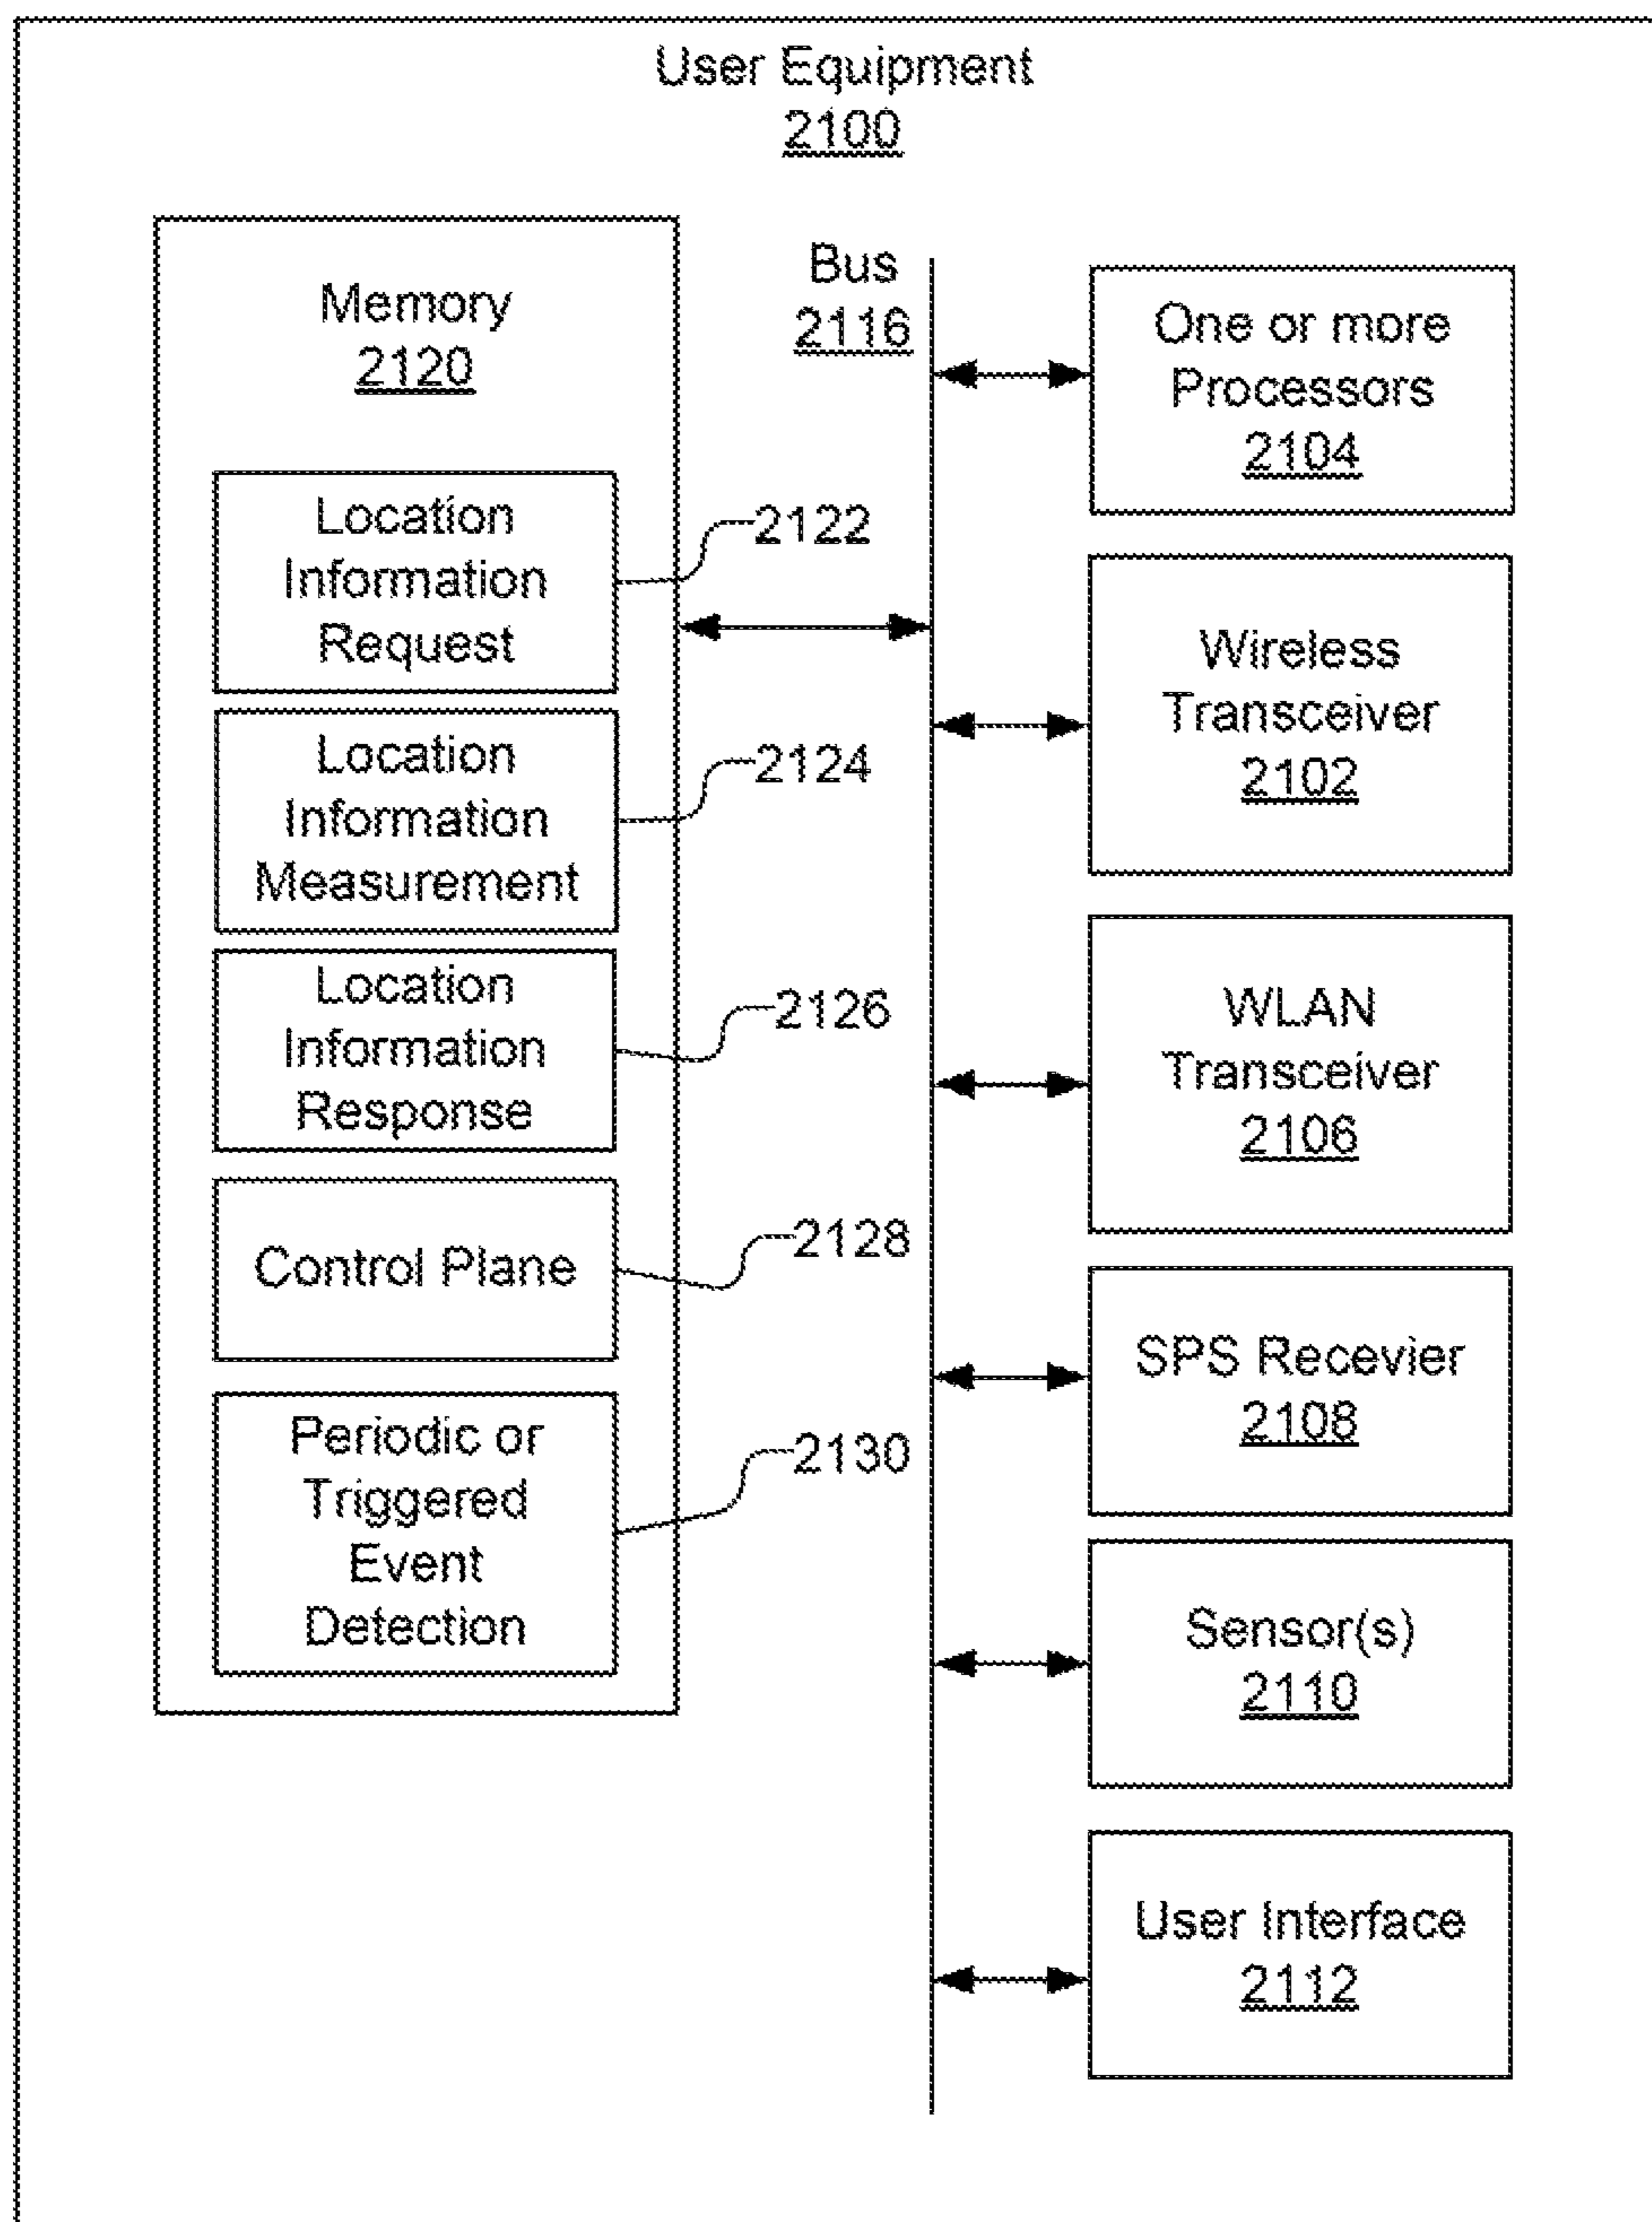 User Equipment
2100
Memory
2120
Location
Information
Request
2122
Location
Information
Measurement
2124
Location
Information
Response
2126
Control Plane
2128
Periodic or
Triggered
Event
Detection
2130
Bus
2116
One or more
Processors
2104
Wireless
Transceiver
2102
WLAN
Transceiver
2106
SPS Recevier
2108
Sensor(s)
2110
User Interface
2112